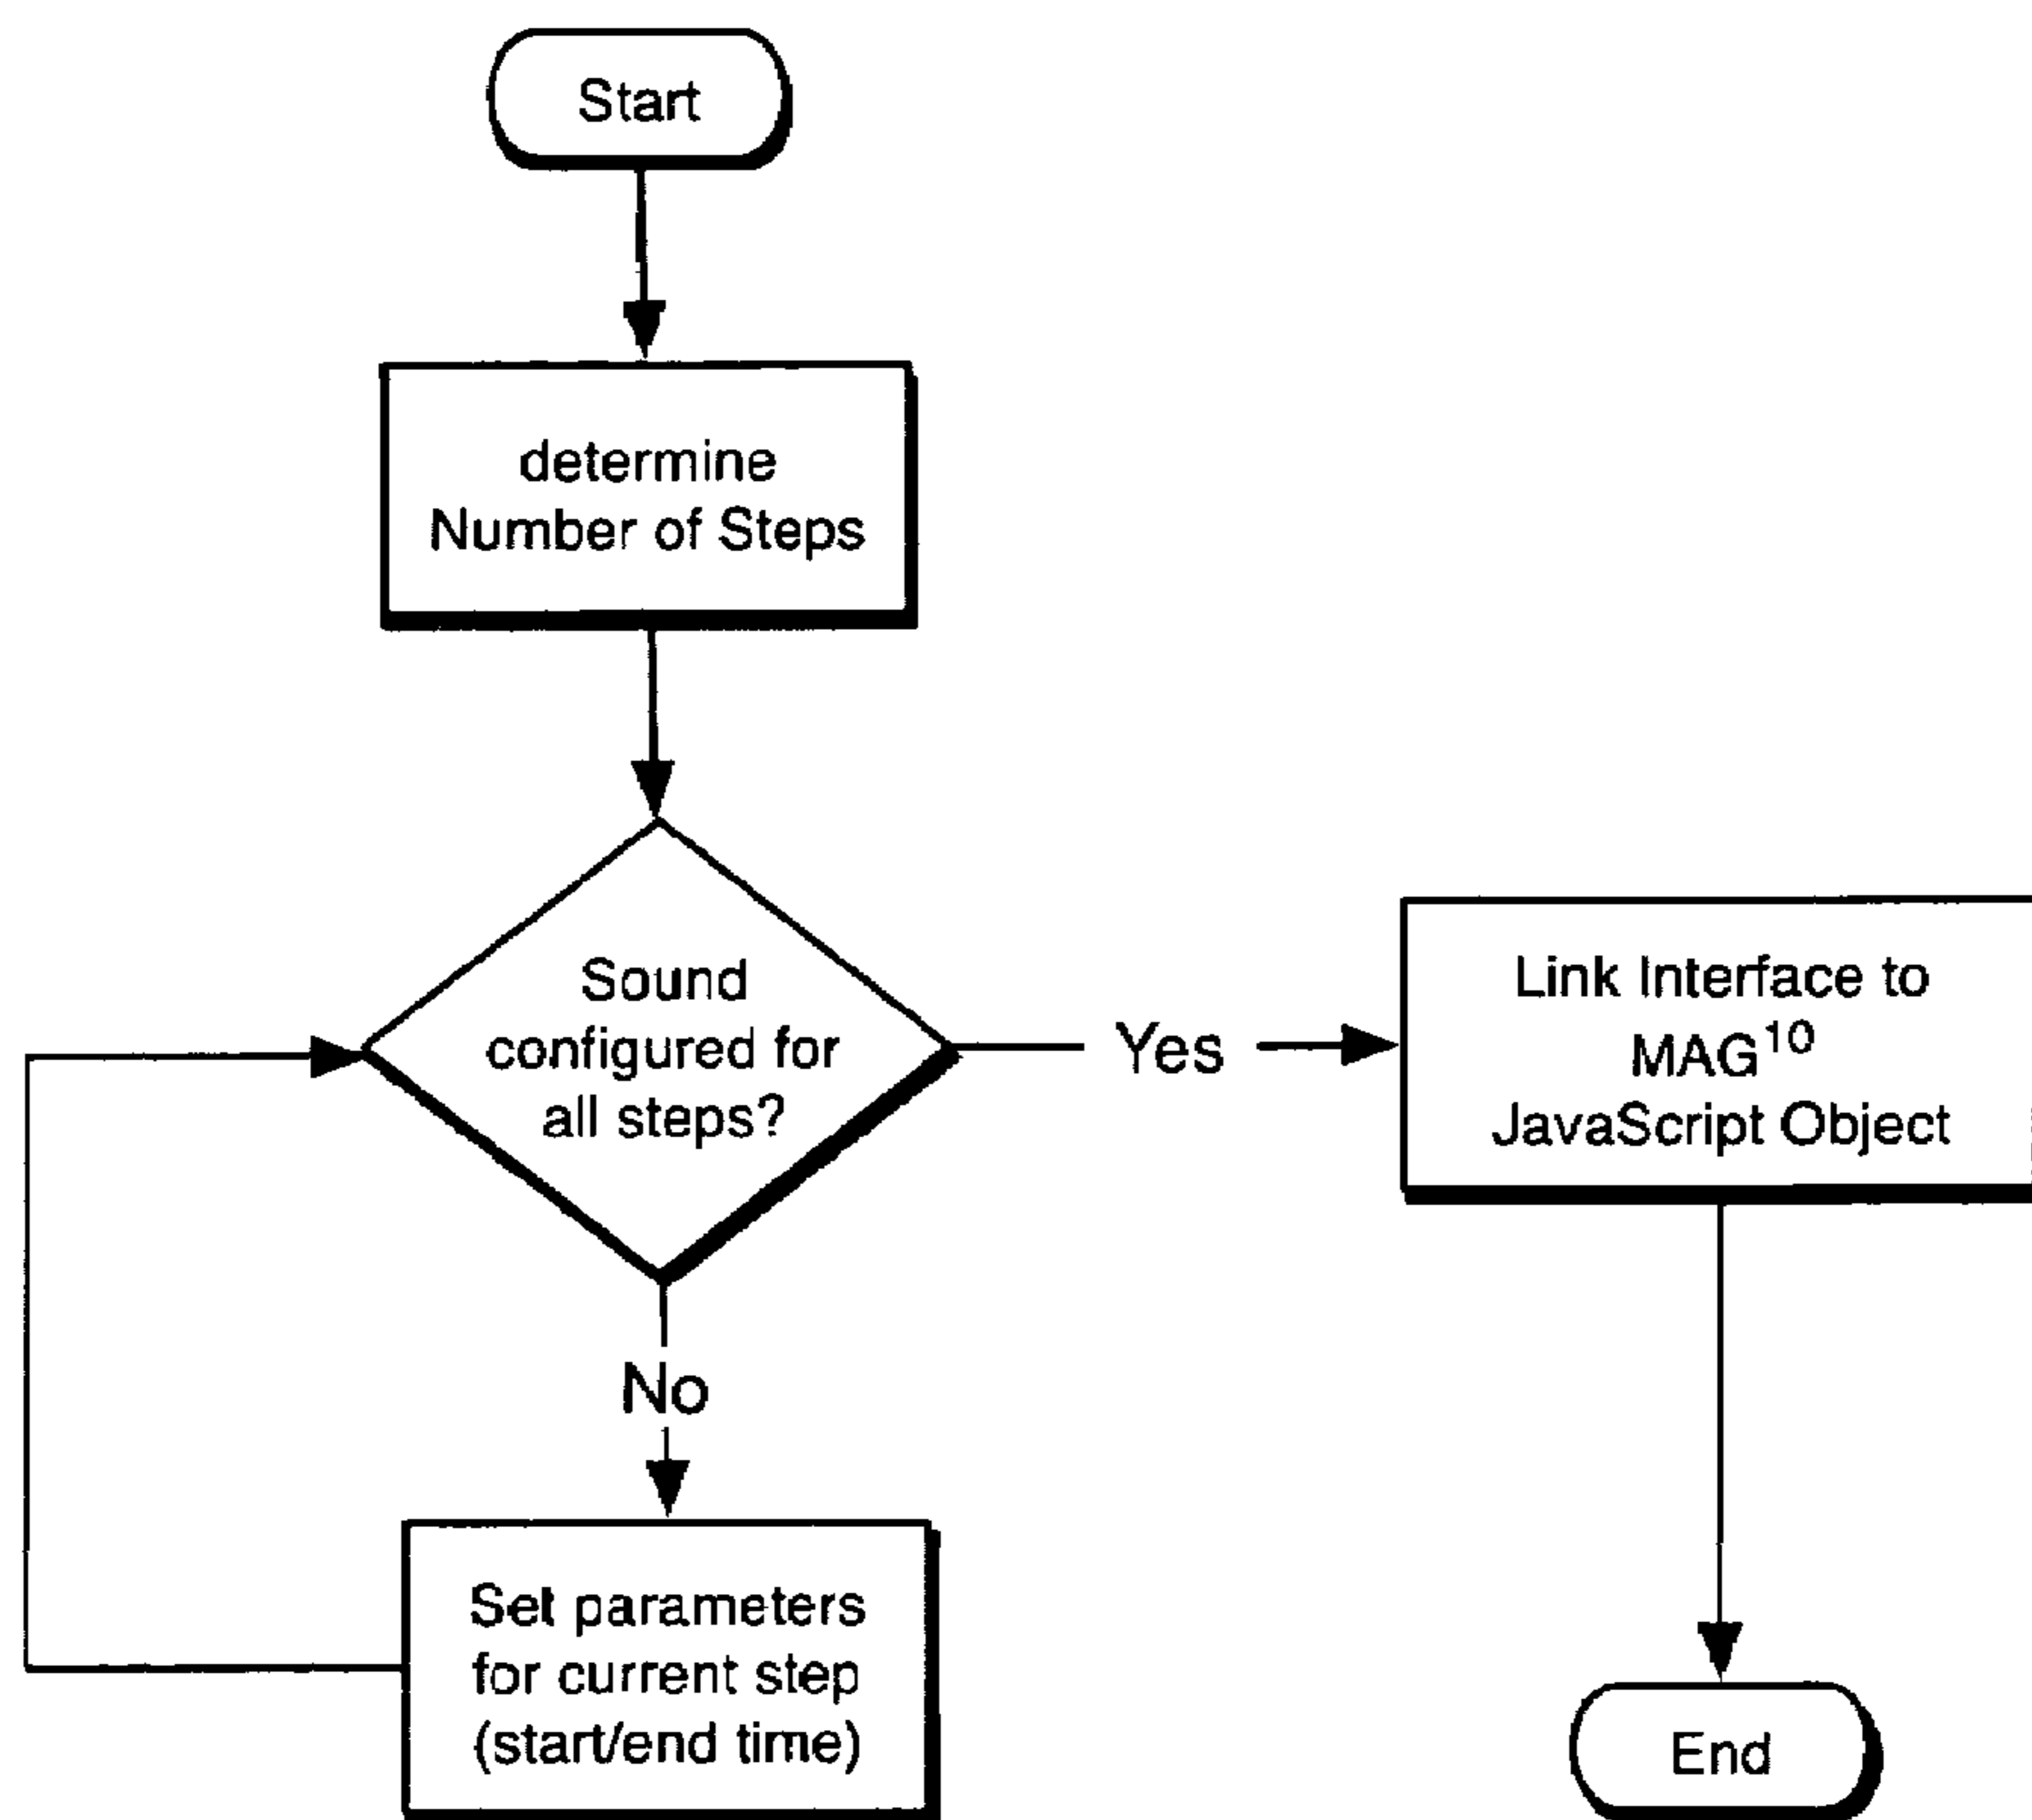 Start
determine
Number of Steps
Sound
configured for
all steps?
Yes
Link Interface to
MAG¹⁰
JavaScript Object
No
Set parameters
for current step
(start/end time)
End